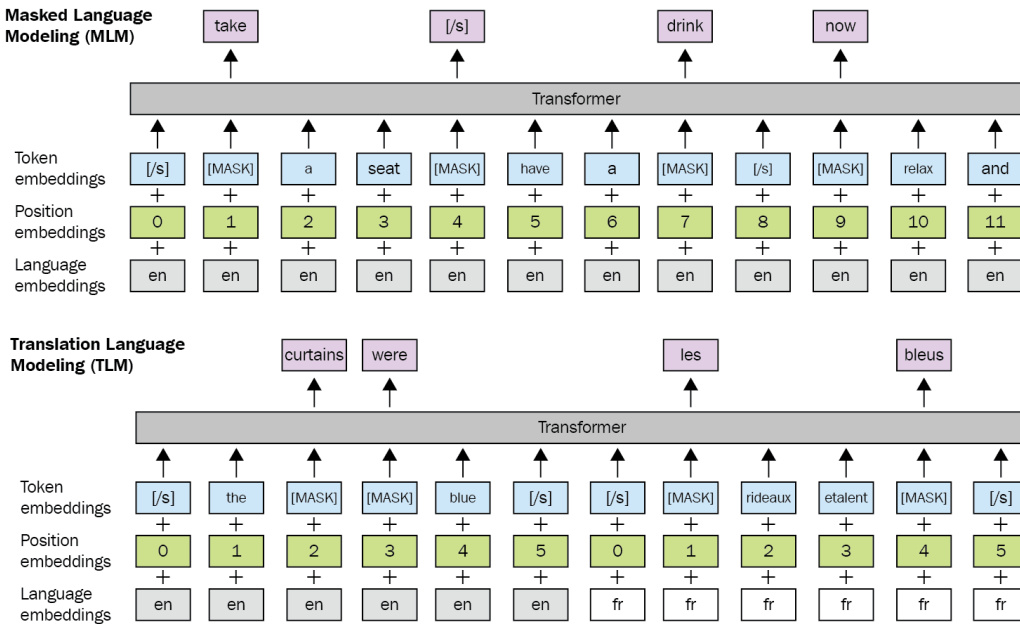 Masked Language
Modeling (MLM)
take [/s] drink now
Transformer
Token
embeddings
[/s] [MASK] a seat [MASK] have a [MASK] [/s] [MASK] relax and
+ + + + + + + + + + + +
Position
embeddings
0 1 2 3 4 5 6 7 8 9 10 11
+ + + + + + + + + + + +
Language
embeddings
en en en en en en en en en en en en
Translation Language
Modeling (TLM)
curtains were les bleus
Transformer
Token
embeddings
[/s] the [MASK] [MASK] blue [/s] [/s] [MASK] rideaux etalent [MASK] [/s]
+ + + + + + + + + + + +
Position
embeddings
0 1 2 3 4 5 0 1 2 3 4 5
+ + + + + + + + + + + +
Language
embeddings
en en en en en en fr fr fr fr fr fr